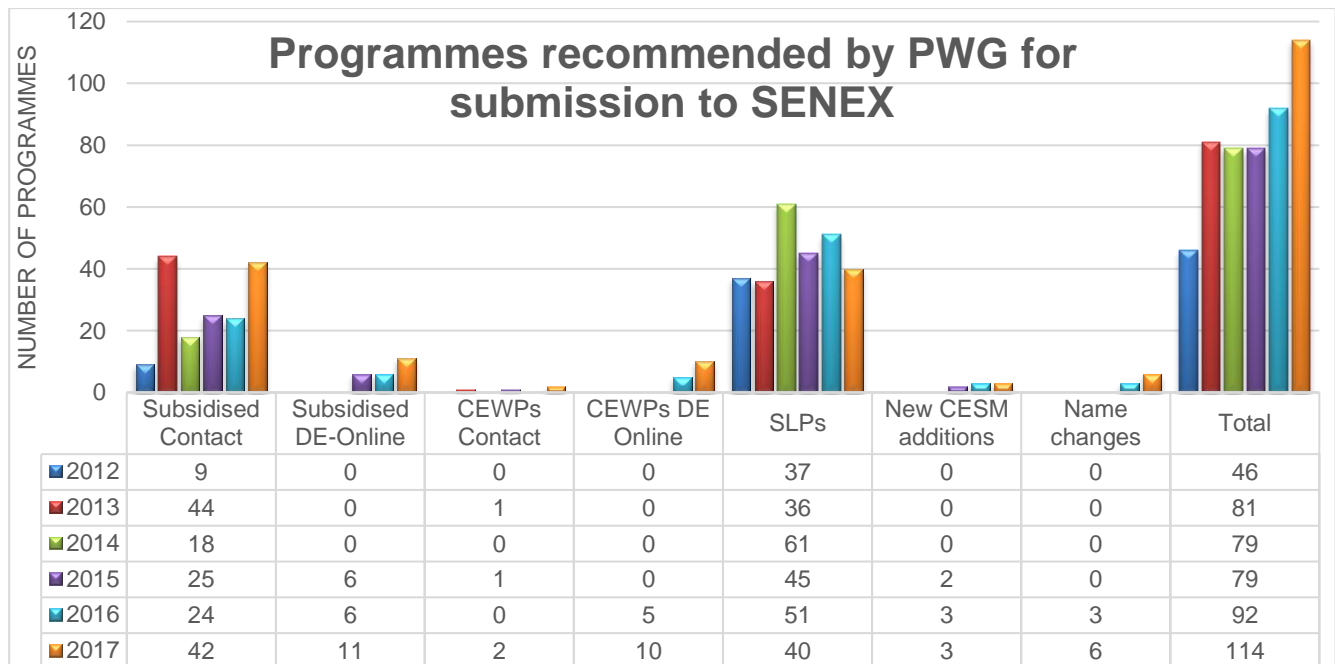 Programmes recommended by PWG for
submission to SENEX
NUMBER OF PROGRAMMES
120
100
80
60
40
20
0
Subsidised Contact Subsidised DE-Online CEWPs Contact CEWPs DE Online SLPs New CESM additions Name changes Total
2012 9 0 0 0 37 0 0 46
2013 44 0 1 0 36 0 0 81
2014 18 0 0 0 61 0 0 79
2015 25 6 1 0 45 2 0 79
2016 24 6 0 5 51 3 3 92
2017 42 11 2 10 40 3 6 114